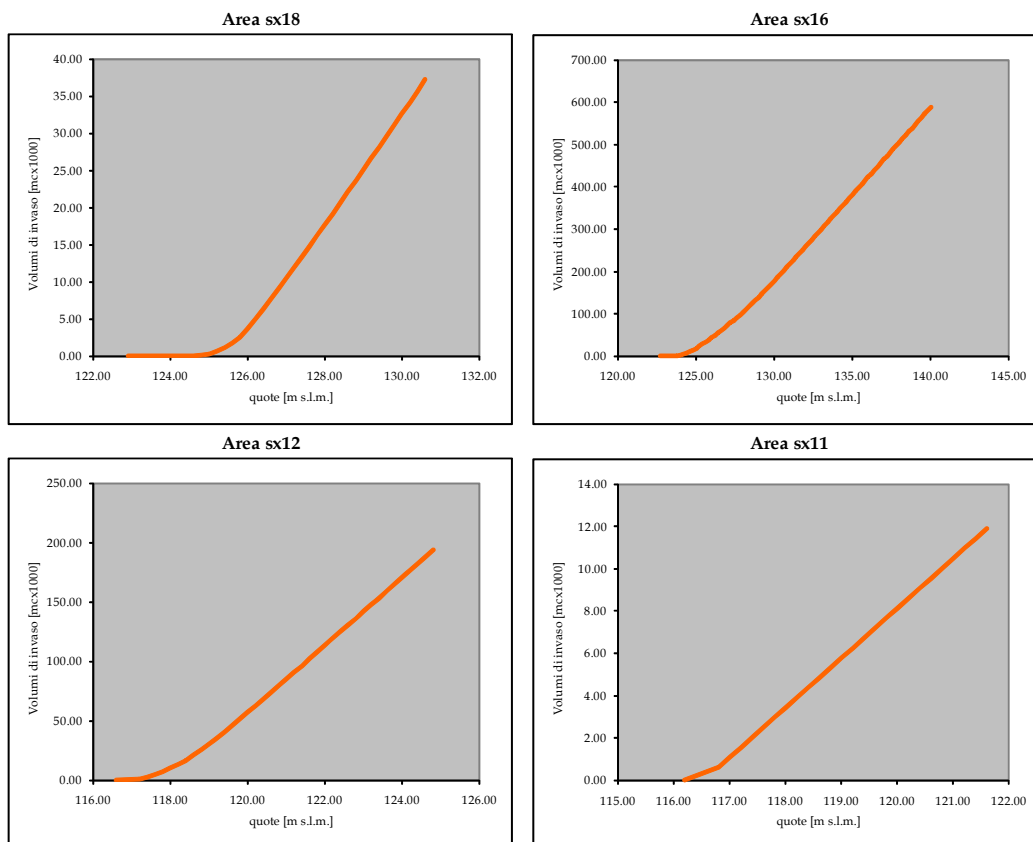 Area sx18
40.00
35.00
30.00
25.00
20.00
15.00
10.00
5.00
0.00
Volumi di invaso [mcx1000]
122.00 124.00 126.00 128.00 130.00 132.00
quote [m s.l.m.]
Area sx16
700.00
600.00
500.00
400.00
300.00
200.00
100.00
0.00
Volumi di invaso [mcx1000]
120.00 125.00 130.00 135.00 140.00 145.00
quote [m s.l.m.]
Area sx12
250.00
200.00
150.00
100.00
50.00
0.00
Volumi di invaso [mcx1000]
116.00 118.00 120.00 122.00 124.00 126.00
quote [m s.l.m.]
Area sx11
14.00
12.00
10.00
8.00
6.00
4.00
2.00
0.00
Volumi di invaso [mcx1000]
115.00 116.00 117.00 118.00 119.00 120.00 121.00 122.00
quote [m s.l.m.]